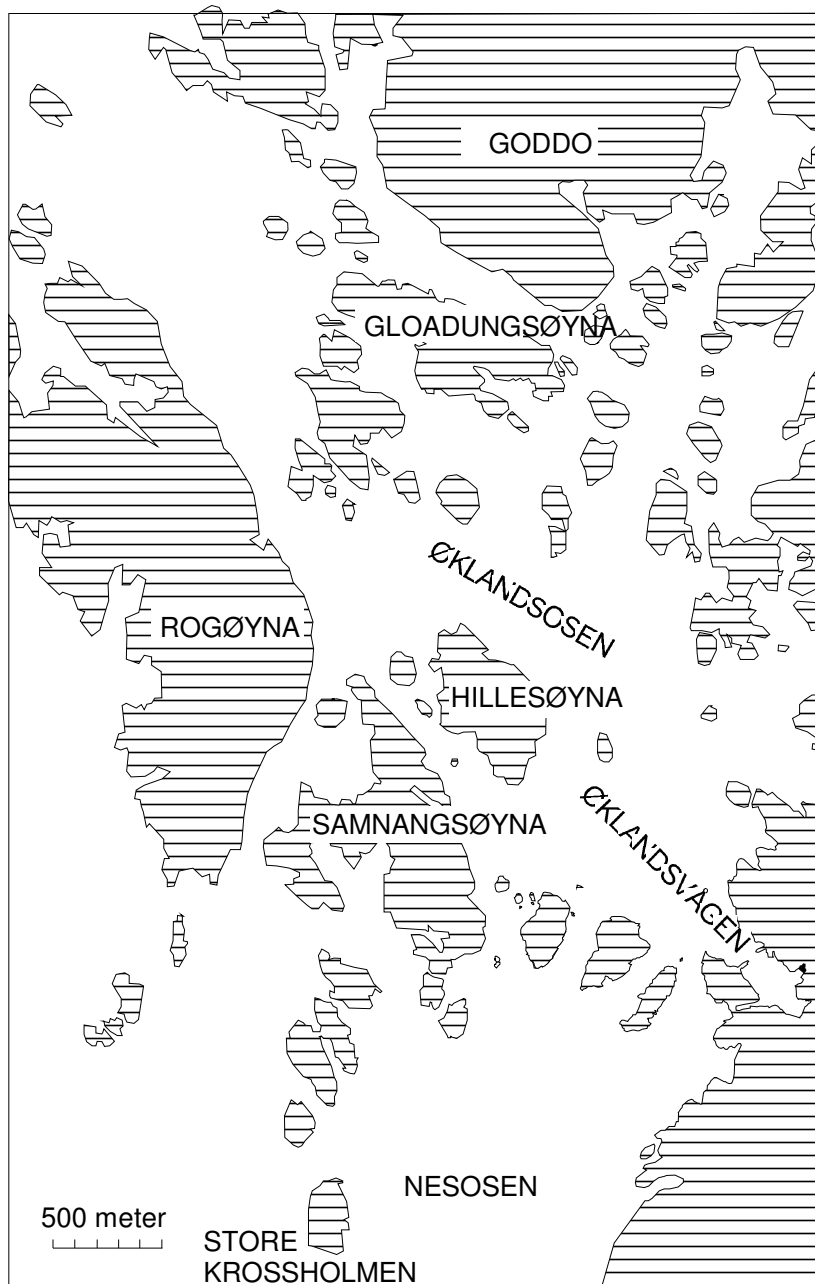 GODDO
GLOADUNGSØYNA
ØKLANDSOSEN
ROGØYNA
HILLESØYNA
ØKLANDSVÅGEN
SAMNANGSØYNA
NESOSEN
500 meter
STORE
KROSSHOLMEN